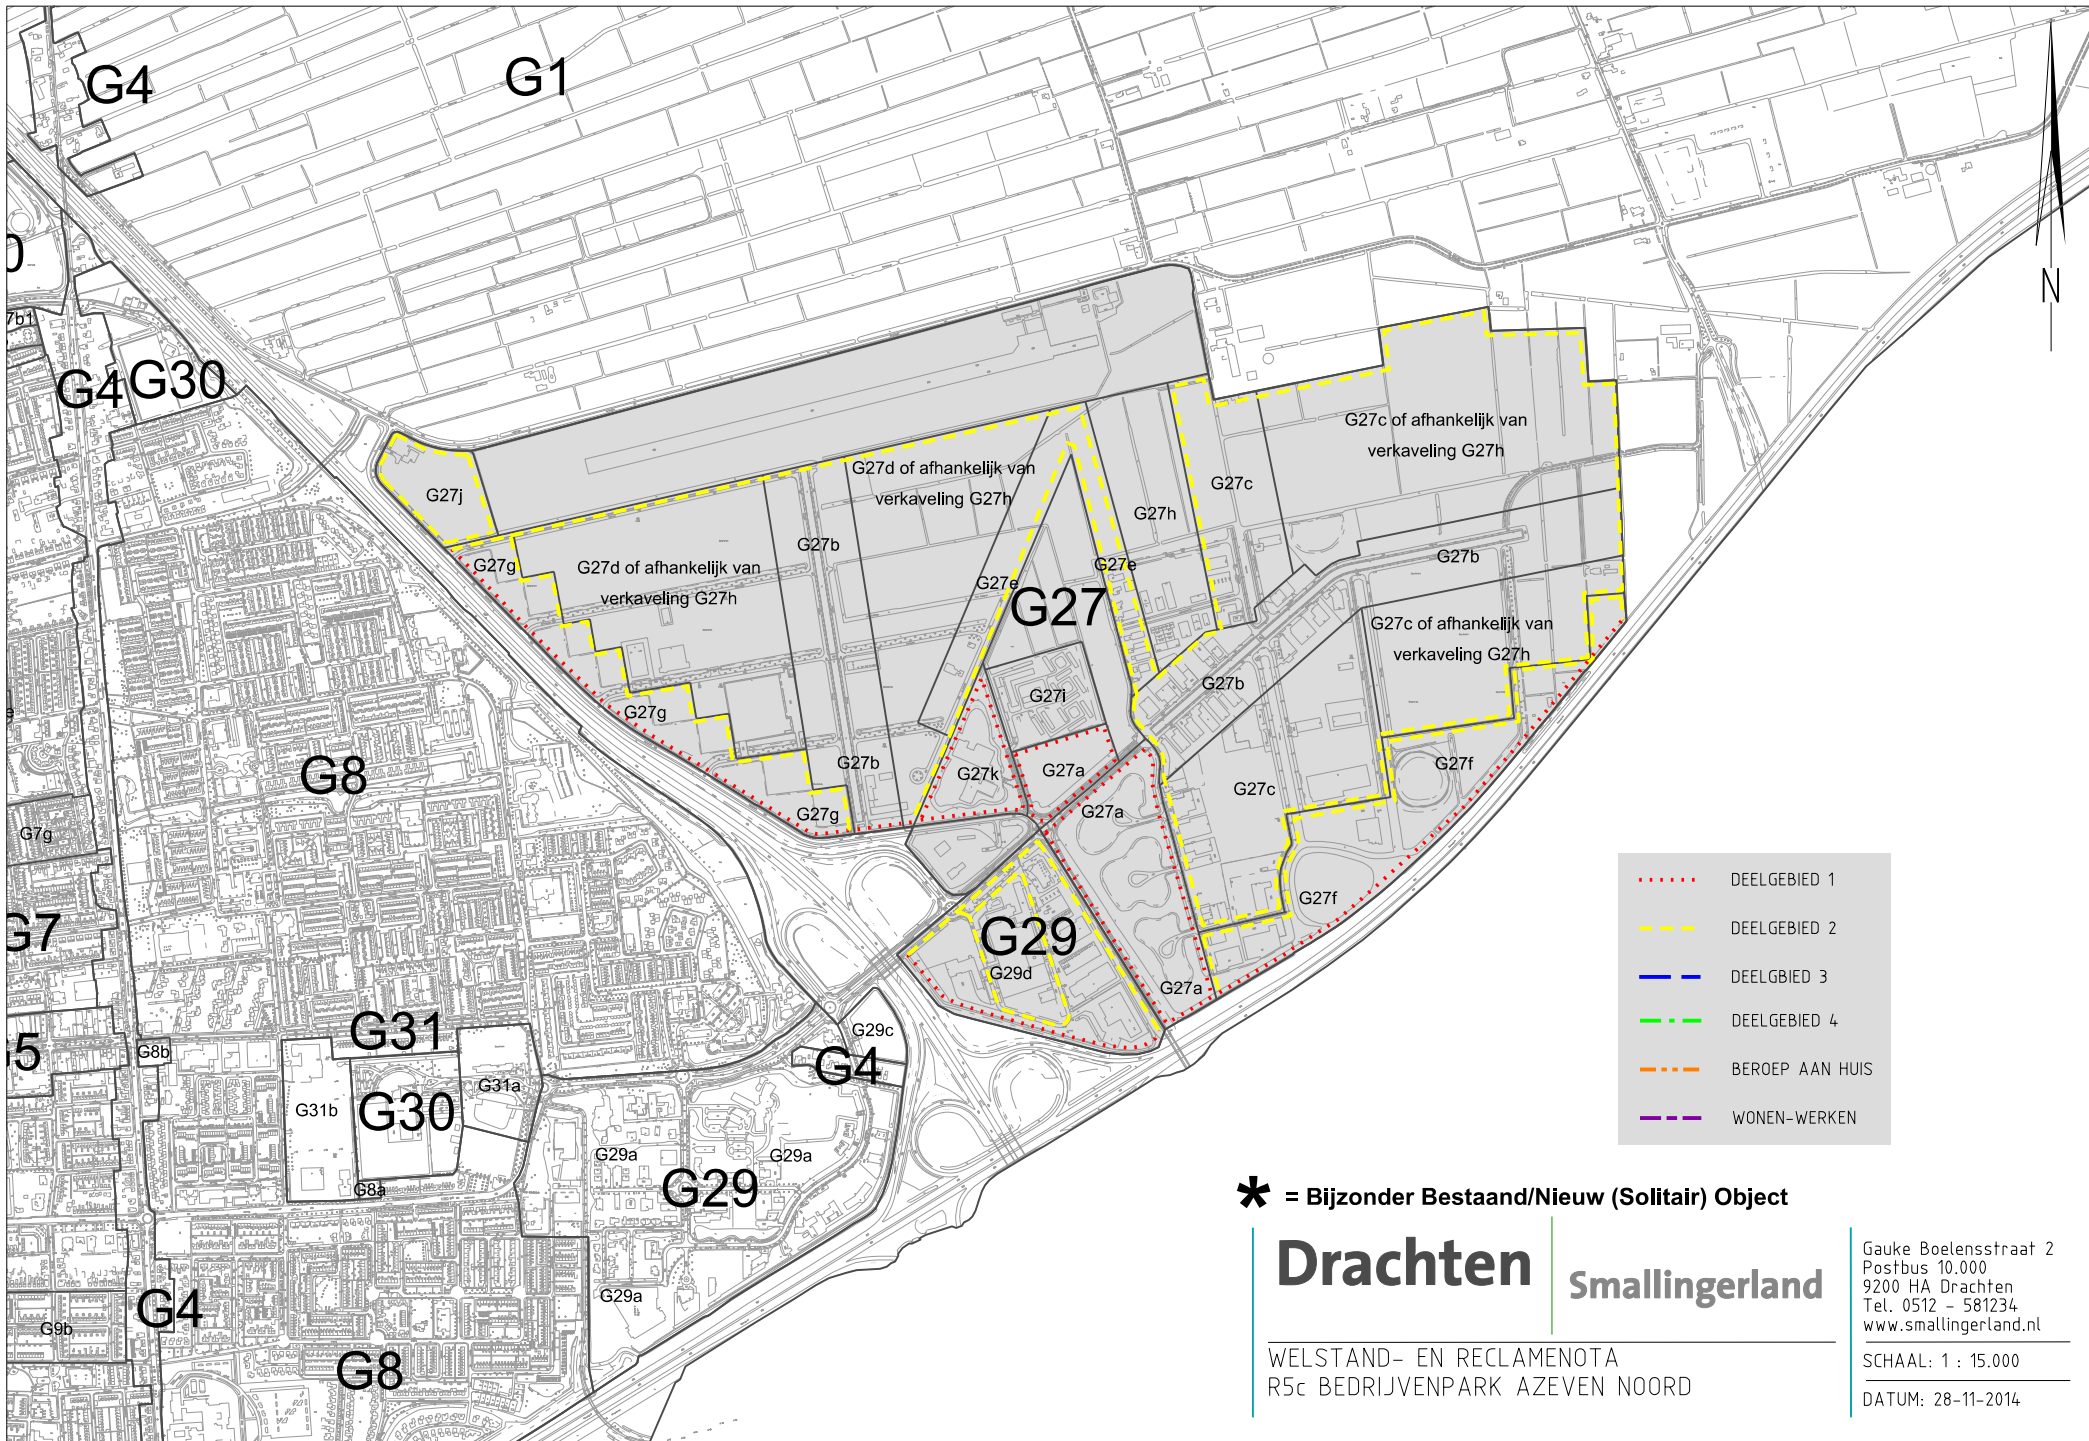 G4
G1
G4
G30
G27j
G27g
G27d of afhankelijk van
verkaveling G27h
G27b
G27d of afhankelijk van
verkaveling G27h
G27e
G27
G27e
G27h
G27c
G27c of afhankelijk van
verkaveling G27h
G27b
G27c of afhankelijk van
verkaveling G27h
G27i
G27b
G27g
G27b
G27g
G27k
G27a
G27a
G27c
G27f
G27f
G27a
G29
G29d
G8
G7g
G7
G31
G8b
G31b
G30
G31a
G8a
G29c
G4
G29a
G29
G29a
G29a
G4
G9b
G8
N
DEELGEBIED 1
DEELGEBIED 2
DEELGBIED 3
DEELGEBIED 4
BEROEP AAN HUIS
WONEN-WERKEN
* = Bijzonder Bestaand/Nieuw (Solitair) Object
Drachten
Smallingerland
WELSTAND- EN RECLAMENOTA
R5c BEDRIJVENPARK AZEVEN NOORD
Gauke Boelensstraat 2
Postbus 10.000
9200 HA Drachten
Tel. 0512 - 581234
www.smallingerland.nl
SCHAAL: 1 : 15.000
DATUM: 28-11-2014